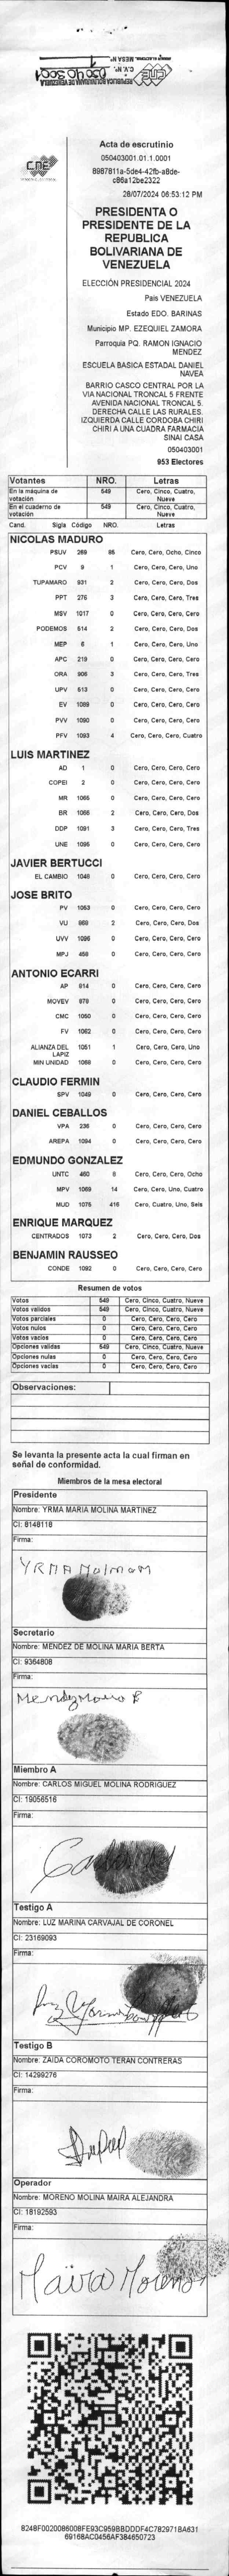 CNE
Acta de escrutinio
050403001.01.1.0001
8987811a-5de4-42fb-a8de-
c86a12be2322
28/07/2024 06:53:12 PM
PRESIDENTA O
PRESIDENTE DE LA
REPUBLICA
BOLIVARIANA DE
VENEZUELA
ELECCIÓN PRESIDENCIAL 2024
País VENEZUELA
Estado EDO. BARINAS
Municipio MP. EZEQUIEL ZAMORA
Parroquia PQ. RAMON IGNACIO
MENDEZ
ESCUELA BASICA ESTADAL DANIEL
NAVEA
BARRIO CASCO CENTRAL POR LA
VIA NACIONAL TRONCAL 5 FRENTE
AVENIDA NACIONAL TRONCAL 5.
DERECHA CALLE LAS RURALES.
IZQUIERDA CALLE CORDOBA CHIRI
CHIRI A UNA CUADRA FARMACIA
SINAI CASA
050403001
953 Electores
Votantes NRO. Letras
En la máquina de votación 549 Cero, Cinco, Cuatro, Nueve
En el cuaderno de votación 549 Cero, Cinco, Cuatro, Nueve
Cand. Sigla Código NRO. Letras
NICOLAS MADURO
PSUV 269 85 Cero, Cero, Ocho, Cinco
PCV 9 1 Cero, Cero, Cero, Uno
TUPAMARO 931 2 Cero, Cero, Cero, Dos
PPT 276 3 Cero, Cero, Cero, Tres
MSV 1017 0 Cero, Cero, Cero, Cero
PODEMOS 514 2 Cero, Cero, Cero, Dos
MEP 6 1 Cero, Cero, Cero, Uno
APC 219 0 Cero, Cero, Cero, Cero
ORA 906 3 Cero, Cero, Cero, Tres
UPV 513 0 Cero, Cero, Cero, Cero
EV 1089 0 Cero, Cero, Cero, Cero
PVV 1090 0 Cero, Cero, Cero, Cero
PFV 1093 4 Cero, Cero, Cero, Cuatro
LUIS MARTINEZ
AD 1 0 Cero, Cero, Cero, Cero
COPEI 2 0 Cero, Cero, Cero, Cero
MR 1065 0 Cero, Cero, Cero, Cero
BR 1066 2 Cero, Cero, Cero, Dos
DDP 1091 3 Cero, Cero, Cero, Tres
UNE 1095 0 Cero, Cero, Cero, Cero
JAVIER BERTUCCI
EL CAMBIO 1046 0 Cero, Cero, Cero, Cero
JOSE BRITO
PV 1053 0 Cero, Cero, Cero, Cero
VU 868 2 Cero, Cero, Cero, Dos
UVV 1096 0 Cero, Cero, Cero, Cero
MPJ 458 0 Cero, Cero, Cero, Cero
ANTONIO ECARRI
AP 814 0 Cero, Cero, Cero, Cero
MOVEV 979 0 Cero, Cero, Cero, Cero
CMC 1050 0 Cero, Cero, Cero, Cero
FV 1062 0 Cero, Cero, Cero, Cero
ALIANZA DEL LAPIZ 1051 1 Cero, Cero, Cero, Uno
MIN UNIDAD 1068 0 Cero, Cero, Cero, Cero
CLAUDIO FERMIN
SPV 1049 0 Cero, Cero, Cero, Cero
DANIEL CEBALLOS
VPA 236 0 Cero, Cero, Cero, Cero
AREPA 1094 0 Cero, Cero, Cero, Cero
EDMUNDO GONZALEZ
UNTC 460 8 Cero, Cero, Cero, Ocho
MPV 1069 14 Cero, Cero, Uno, Cuatro
MUD 1075 416 Cero, Cuatro, Uno, Seis
ENRIQUE MARQUEZ
CENTRADOS 1073 2 Cero, Cero, Cero, Dos
BENJAMIN RAUSSEO
CONDE 1092 0 Cero, Cero, Cero, Cero
Resumen de votos
Votos 549 Cero, Cinco, Cuatro, Nueve
Votos validos 549 Cero, Cinco, Cuatro, Nueve
Votos parciales 0 Cero, Cero, Cero, Cero
Votos nulos 0 Cero, Cero, Cero, Cero
Votos vacios 0 Cero, Cero, Cero, Cero
Opciones validas 549 Cero, Cinco, Cuatro, Nueve
Opciones nulas 0 Cero, Cero, Cero, Cero
Opciones vacias 0 Cero, Cero, Cero, Cero
Observaciones:
Se levanta la presente acta la cual firman en
señal de conformidad.
Miembros de la mesa electoral
Presidente
Nombre: YRMA MARIA MOLINA MARTINEZ
CI: 8148118
Firma:
YRMA Molina M
Secretario
Nombre: MENDEZ DE MOLINA MARIA BERTA
CI: 9364808
Firma:
Miembro A
Nombre: CARLOS MIGUEL MOLINA RODRIGUEZ
CI: 19056516
Firma:
Testigo A
Nombre: LUZ MARINA CARVAJAL DE CORONEL
CI: 23169093
Firma:
Testigo B
Nombre: ZAIDA COROMOTO TERAN CONTRERAS
CI: 14299276
Firma:
Operador
Nombre: MORENO MOLINA MAIRA ALEJANDRA
CI: 18192593
Firma:
Maira Moreno
B248F0020086008FE93C959BBDDDF4C782971BA631
69168AC0456AF384650723